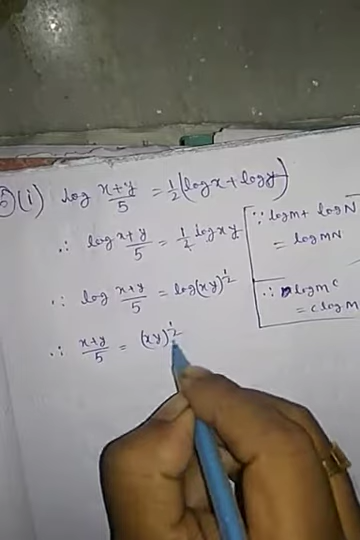 ⑤(i) log (x+y)/5 = 1/2 (log x + log y)
∴ log (x+y)/5 = 1/2 log xy
∴ log (x+y)/5 = log (xy)^1/2
∴ (x+y)/5 = (xy)^1/2
∵ log M + log N
= log MN
∵ log M^c
= c log M